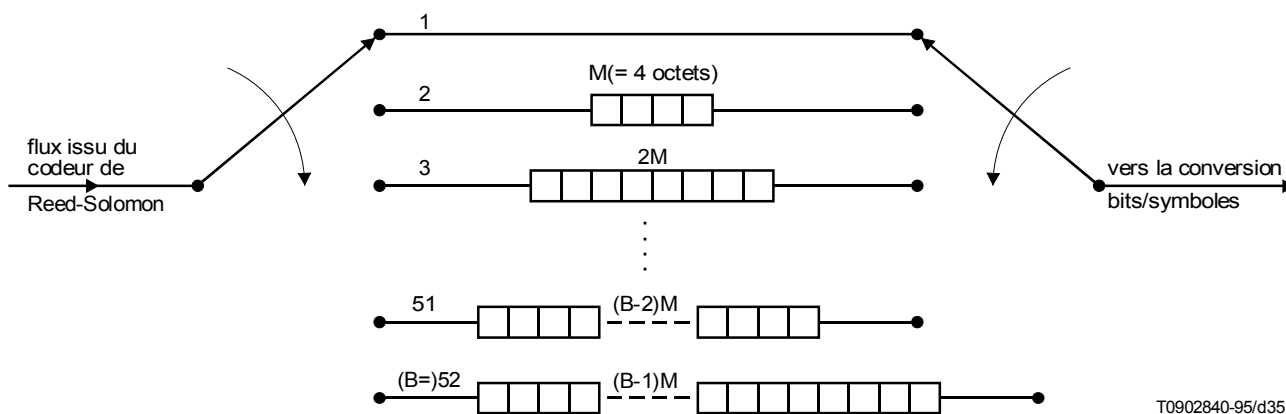 1
M(= 4 octets)
2
flux issu du
codeur de
Reed-Solomon
2M
3
vers la conversion
bits/symboles
51
(B-2)M
(B=)52
(B-1)M
T0902840-95/d35